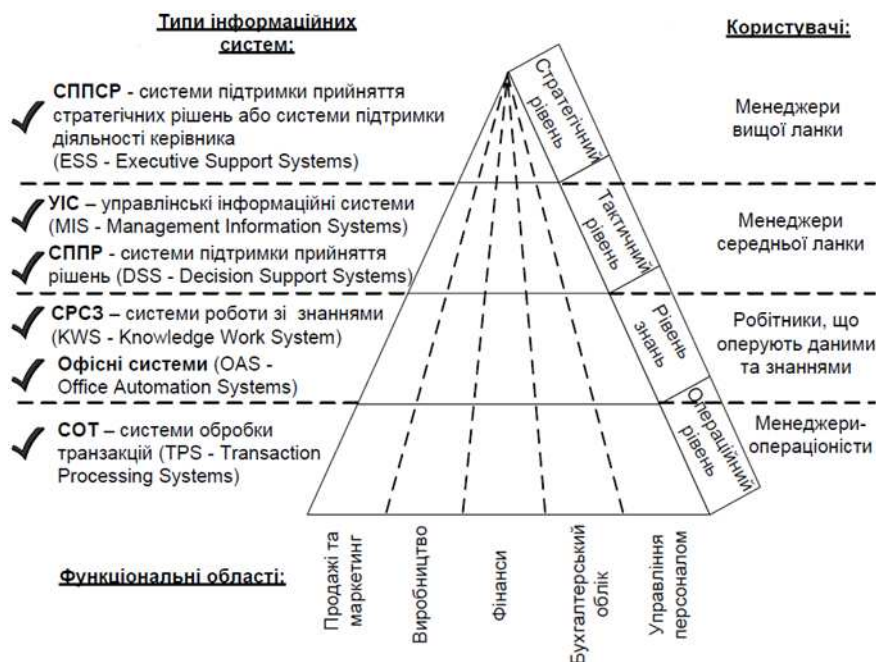 Типи інформаційних
систем:
СППСР - системи підтримки прийняття
стратегічних рішень або системи підтримки
діяльності керівника
(ESS - Executive Support Systems)
УІС – управлінські інформаційні системи
(MIS - Management Information Systems)
СППР - системи підтримки прийняття
рішень (DSS - Decision Support Systems)
СРСЗ – системи роботи зі знаннями
(KWS - Knowledge Work System)
Офісні системи (OAS -
Office Automation Systems)
СОТ – системи обробки
транзакцій (TPS - Transaction
Processing Systems)
Стратегічний
рівень
Тактичний
рівень
Рівень
знань
Операційний
рівень
Користувачі:
Менеджери
вищої ланки
Менеджери
середньої ланки
Робітники, що
оперують даними
та знаннями
Менеджери-
операціоністи
Функціональні області:
Продажі та
маркетинг
Виробництво
Фінанси
Бухгалтерський
облік
Управління
персоналом